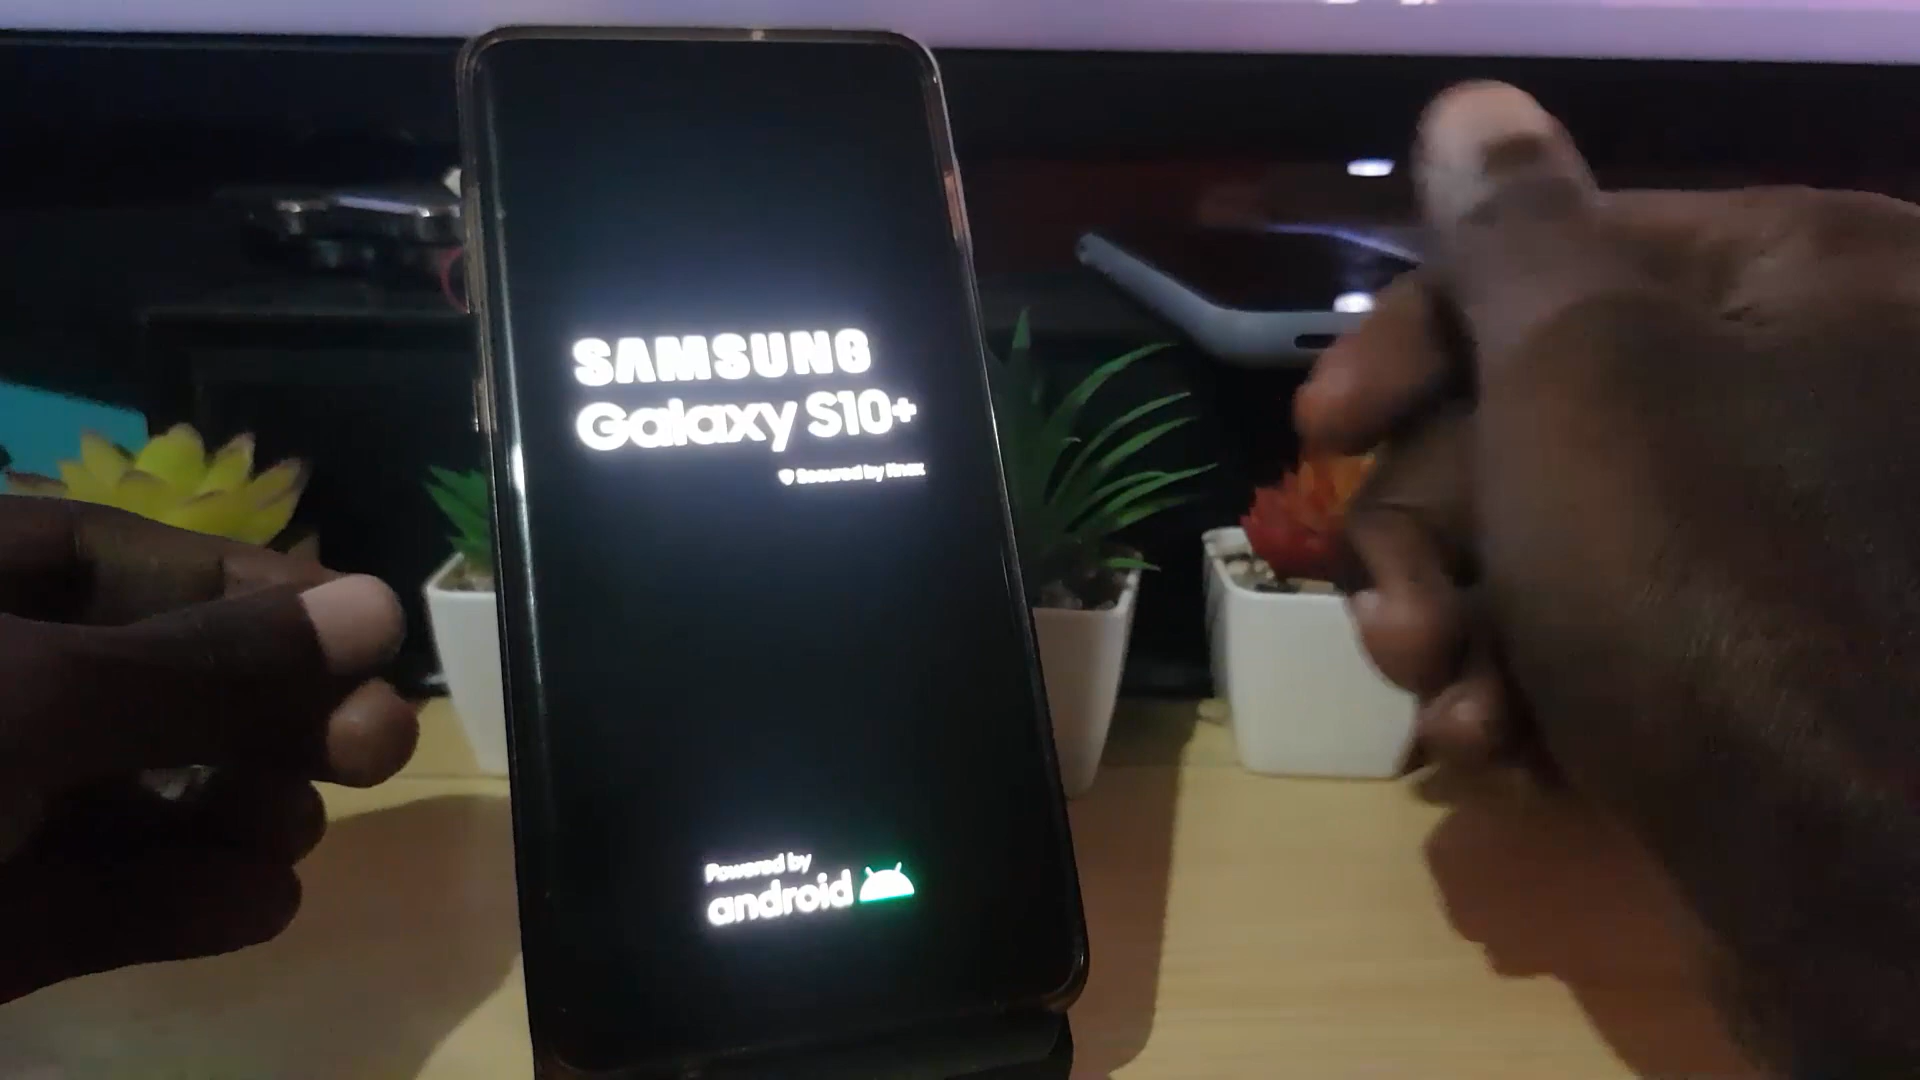 SAMSUNG
Galaxy S10+
Secured by Knox
Powered by
android